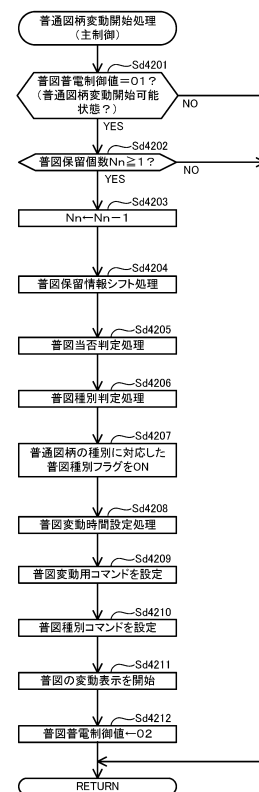 普通図柄変動開始処理
（主制御）
Sd4201
普図普電制御値＝01？
（普通図柄変動開始可能
状態？）
NO
YES
Sd4202
普図保留個数Nn≧1？
NO
YES
Sd4203
Nn←Nn－1
Sd4204
普図保留情報シフト処理
Sd4205
普図当否判定処理
Sd4206
普図種別判定処理
Sd4207
普通図柄の種別に対応した
普図種別フラグをON
Sd4208
普図変動時間設定処理
Sd4209
普図変動用コマンドを設定
Sd4210
普図種別コマンドを設定
Sd4211
普図の変動表示を開始
Sd4212
普図普電制御値←02
RETURN